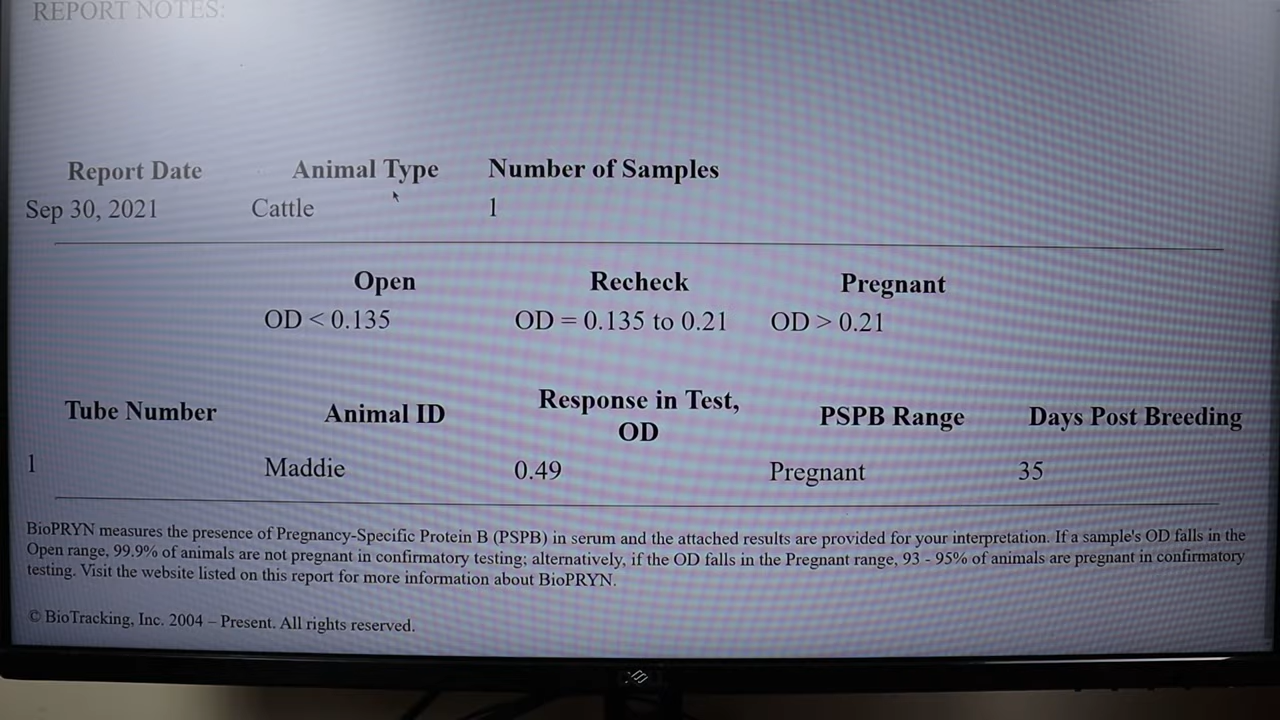 REPORT NOTES:
Report Date Animal Type Number of Samples
Sep 30, 2021 Cattle 1
Open Recheck Pregnant
OD < 0.135 OD = 0.135 to 0.21 OD > 0.21
Tube Number Animal ID Response in Test, OD PSPB Range Days Post Breeding
1 Maddie 0.49 Pregnant 35
BioPRYN measures the presence of Pregnancy-Specific Protein B (PSPB) in serum and the attached results are provided for your interpretation. If a sample's OD falls in the
Open range, 99.9% of animals are not pregnant in confirmatory testing; alternatively, if the OD falls in the Pregnant range, 93 - 95% of animals are pregnant in confirmatory
testing. Visit the website listed on this report for more information about BioPRYN.
© BioTracking, Inc. 2004 – Present. All rights reserved.